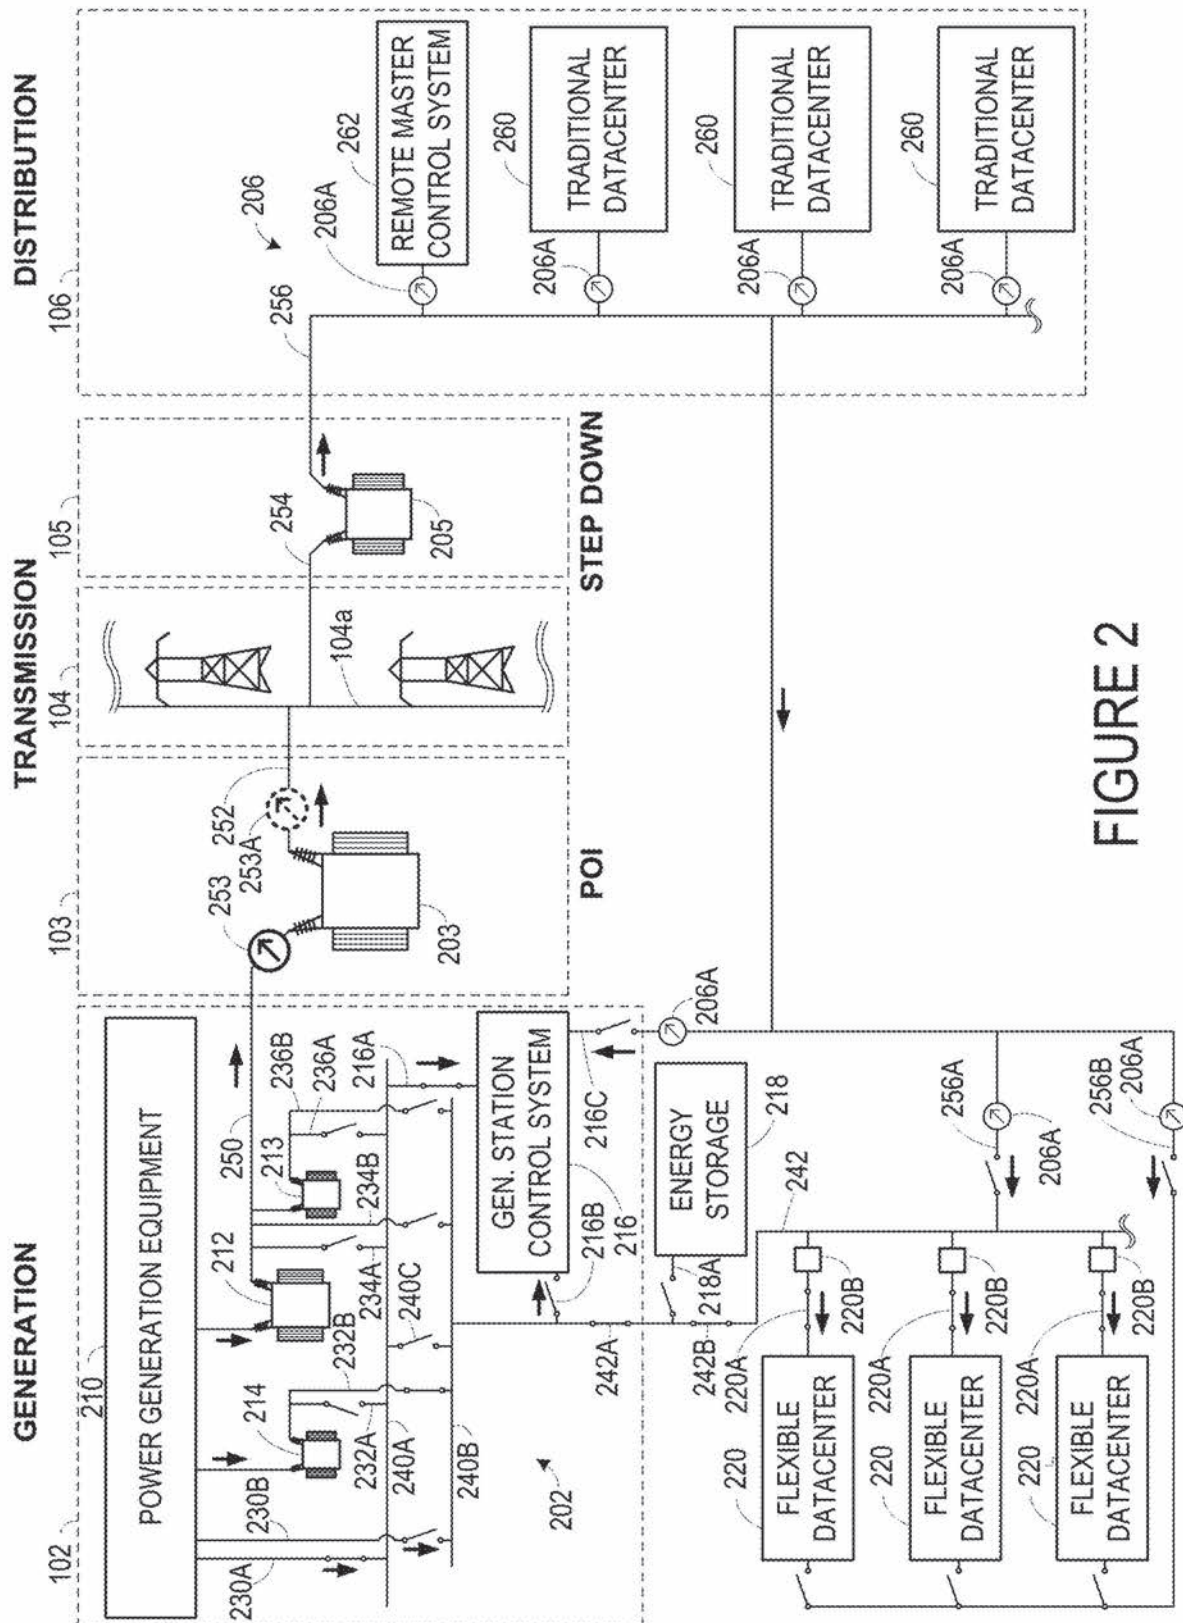 GENERATION
TRANSMISSION
DISTRIBUTION
102
103
104
105
106
210
POWER GENERATION EQUIPMENT
230A
230B
214
232A
232B
212
234A
234B
213
250
236B
236A
216A
240A
240B
240C
202
GEN. STATION
CONTROL SYSTEM
216
216B
216C
242A
242B
253
253A
252
203
POI
104a
254
205
STEP DOWN
256
206
206A
262
REMOTE MASTER
CONTROL SYSTEM
206A
260
TRADITIONAL
DATACENTER
206A
260
TRADITIONAL
DATACENTER
206A
260
TRADITIONAL
DATACENTER
206A
ENERGY
STORAGE
218
218A
242
256A
206A
256B
206A
220
FLEXIBLE
DATACENTER
220A
220B
220
FLEXIBLE
DATACENTER
220A
220B
220
FLEXIBLE
DATACENTER
220A
220B
FIGURE 2